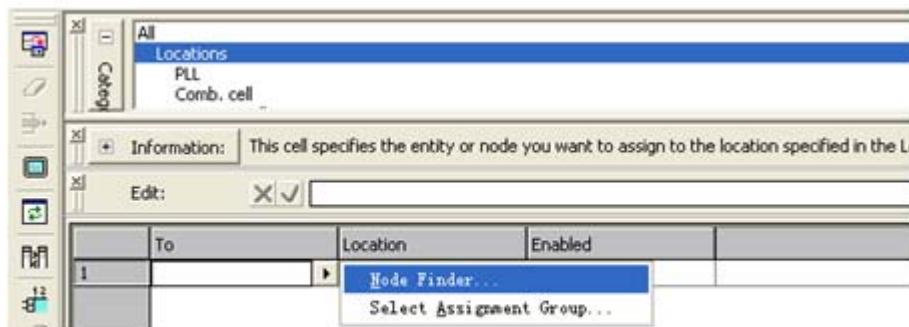 All
Locations
PLL
Comb. cell
Categ
Information: This cell specifies the entity or node you want to assign to the location specified in the L
Edit:
To Location Enabled
1
Node Finder...
Select Assignment Group...
12